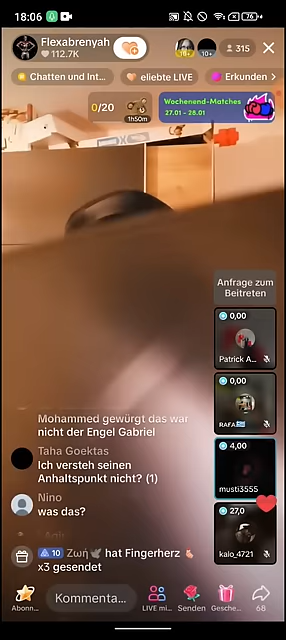 18:06
76
Flexabrenyah
112.7K
315
Chatten und Int...
eliebte LIVE
Erkunden
0/20
1h50m
Wochenend-Matches
27.01 - 28.01
Anfrage zum
Beitreten
0,00
Patrick A...
0,00
RAFA
4,00
musti3555
27,0
kalo_4721
Mohammed gewürgt das war
nicht der Engel Gabriel
Taha Goektas
Ich versteh seinen
Anhaltspunkt nicht? (1)
Nino
was das?
10 Ζωή🕊 hat Fingerherz
x3 gesendet
Abonn...
Kommenta...
LIVE mi...
Senden
Gesche...
68